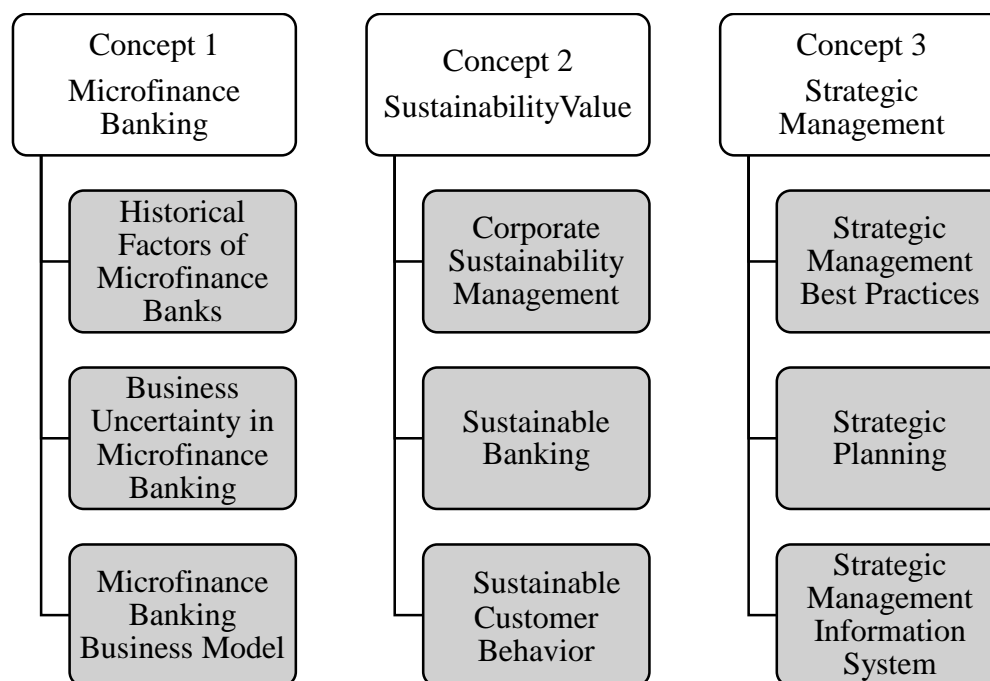 Concept 1
Microfinance
Banking
Historical
Factors of
Microfinance
Banks
Business
Uncertainty in
Microfinance
Banking
Microfinance
Banking
Business Model
Concept 2
SustainabilityValue
Corporate
Sustainability
Management
Sustainable
Banking
Sustainable
Customer
Behavior
Concept 3
Strategic
Management
Strategic
Management
Best Practices
Strategic
Planning
Strategic
Management
Information
System